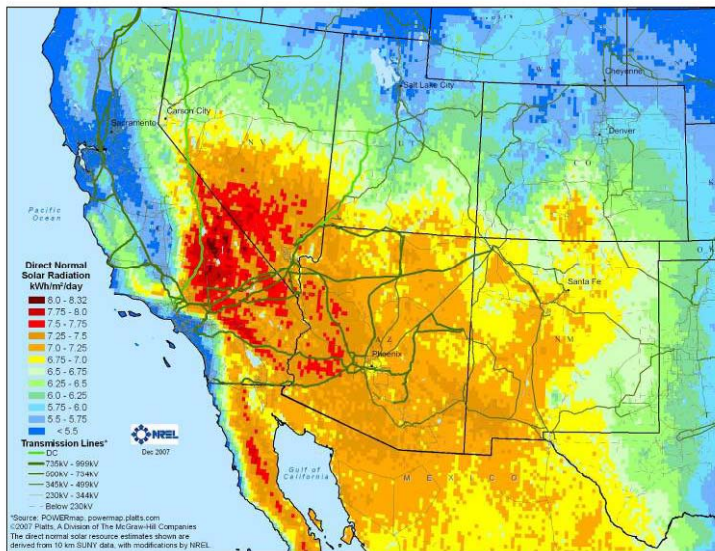 Cheyenne
Salt Lake City
Carson City
Sacramento
Denver
N V
U T
C O
Pacific
Ocean
Direct Normal
Solar Radiation
kWh/m²/day
8.0 - 8.32
7.75 - 8.0
7.5 - 7.75
7.25 - 7.5
7.0 - 7.25
6.75 - 7.0
6.5 - 6.75
6.25 - 6.5
6.0 - 6.25
5.75 - 6.0
5.5 - 5.75
< 5.5
Santa Fe
A Z
N M
Phoenix
NREL
Dec 2007
Transmission Lines*
DC
735kV - 999kV
500kV - 734kV
345kV - 499kV
230kV - 344kV
Below 230kV
Gulf of
California
M E X I C O
*Source: POWERmap, powermap.platts.com
©2007 Platts, A Division of The McGraw-Hill Companies
The direct normal solar resource estimates shown are
derived from 10 km SUNY data, with modifications by NREL.